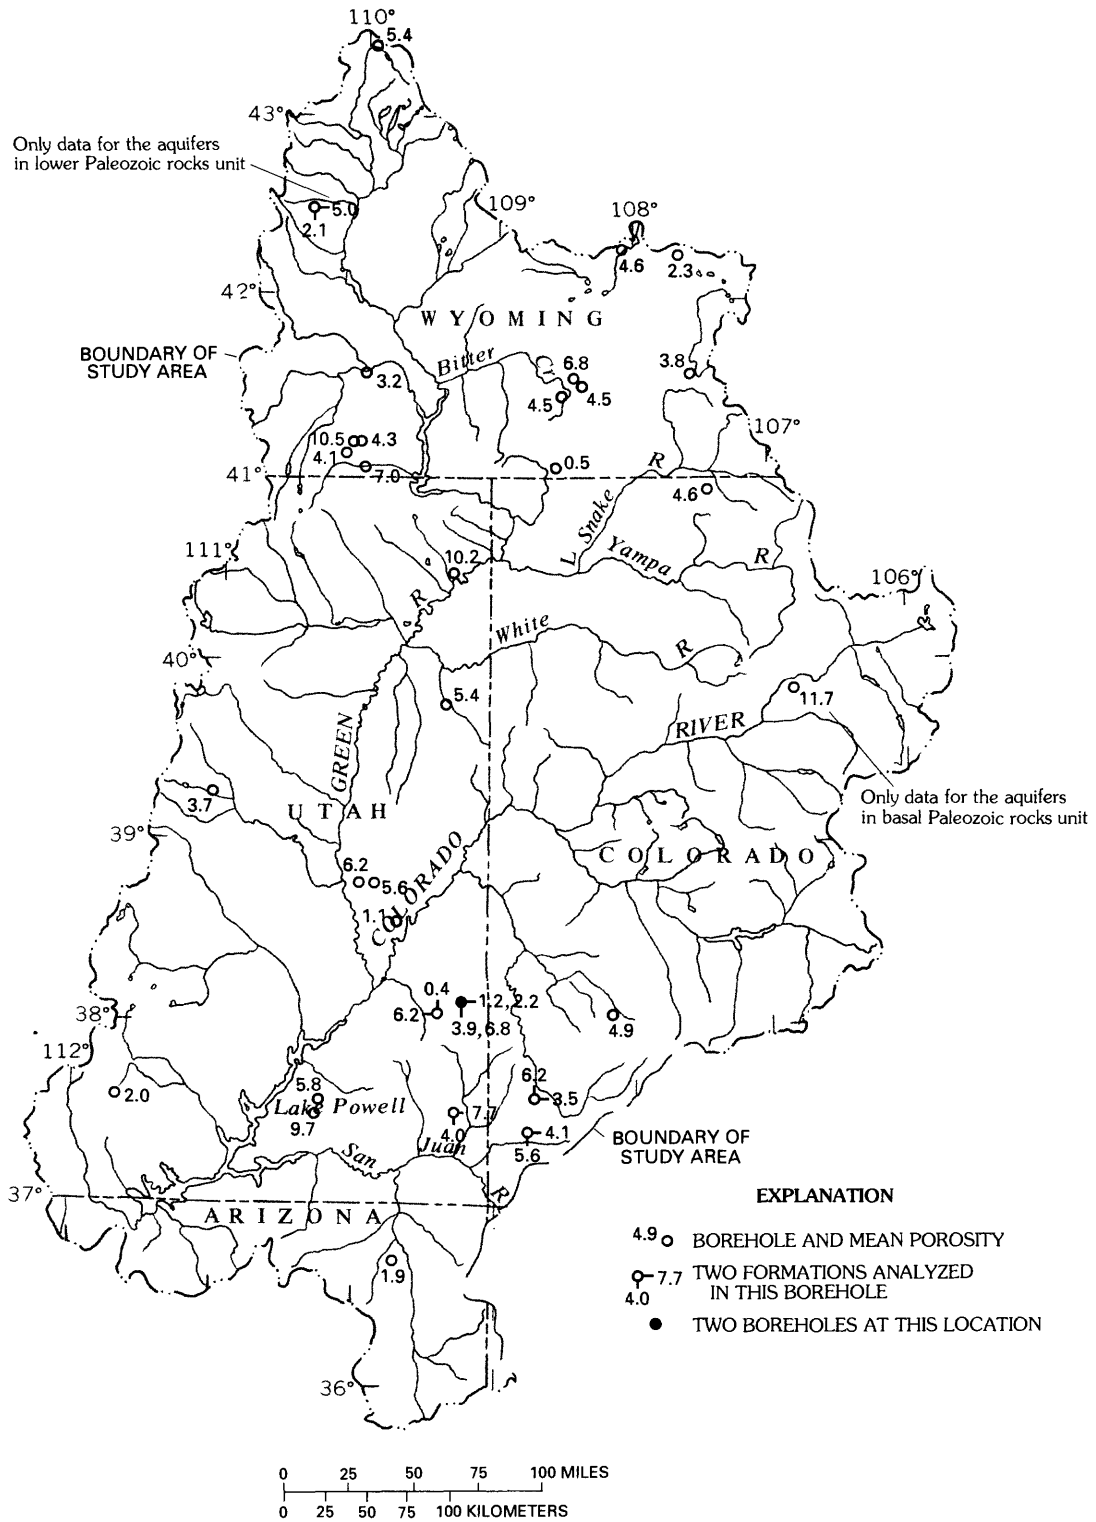 110°
5.4
43°
Only data for the aquifers
in lower Paleozoic rocks unit
5.0
2.1
109°
108°
4.6
2.3
42°
WYOMING
BOUNDARY OF
STUDY AREA
Bitter
Cr
3.2
6.8
4.5
4.5
3.8
107°
10.5
4.3
4.1
7.0
41°
0.5
R
4.6
L. Snake
111°
10.2
Yampa
R
106°
R
White
R
40°
5.4
11.7
GREEN
RIVER
3.7
UTAH
Only data for the aquifers
in basal Paleozoic rocks unit
39°
COLORADO
COLORADO
6.2
5.6
1.1
0.4
6.2
1.2, 2.2
3.9, 6.8
4.9
38°
112°
2.0
5.8
Lake Powell
9.7
6.2
3.5
7.7
4.0
4.1
5.6
San
Juan
R
BOUNDARY OF
STUDY AREA
37°
ARIZONA
1.9
36°
EXPLANATION
4.9 BOREHOLE AND MEAN POROSITY
7.7 TWO FORMATIONS ANALYZED
4.0 IN THIS BOREHOLE
TWO BOREHOLES AT THIS LOCATION
0 25 50 75 100 MILES
0 25 50 75 100 KILOMETERS